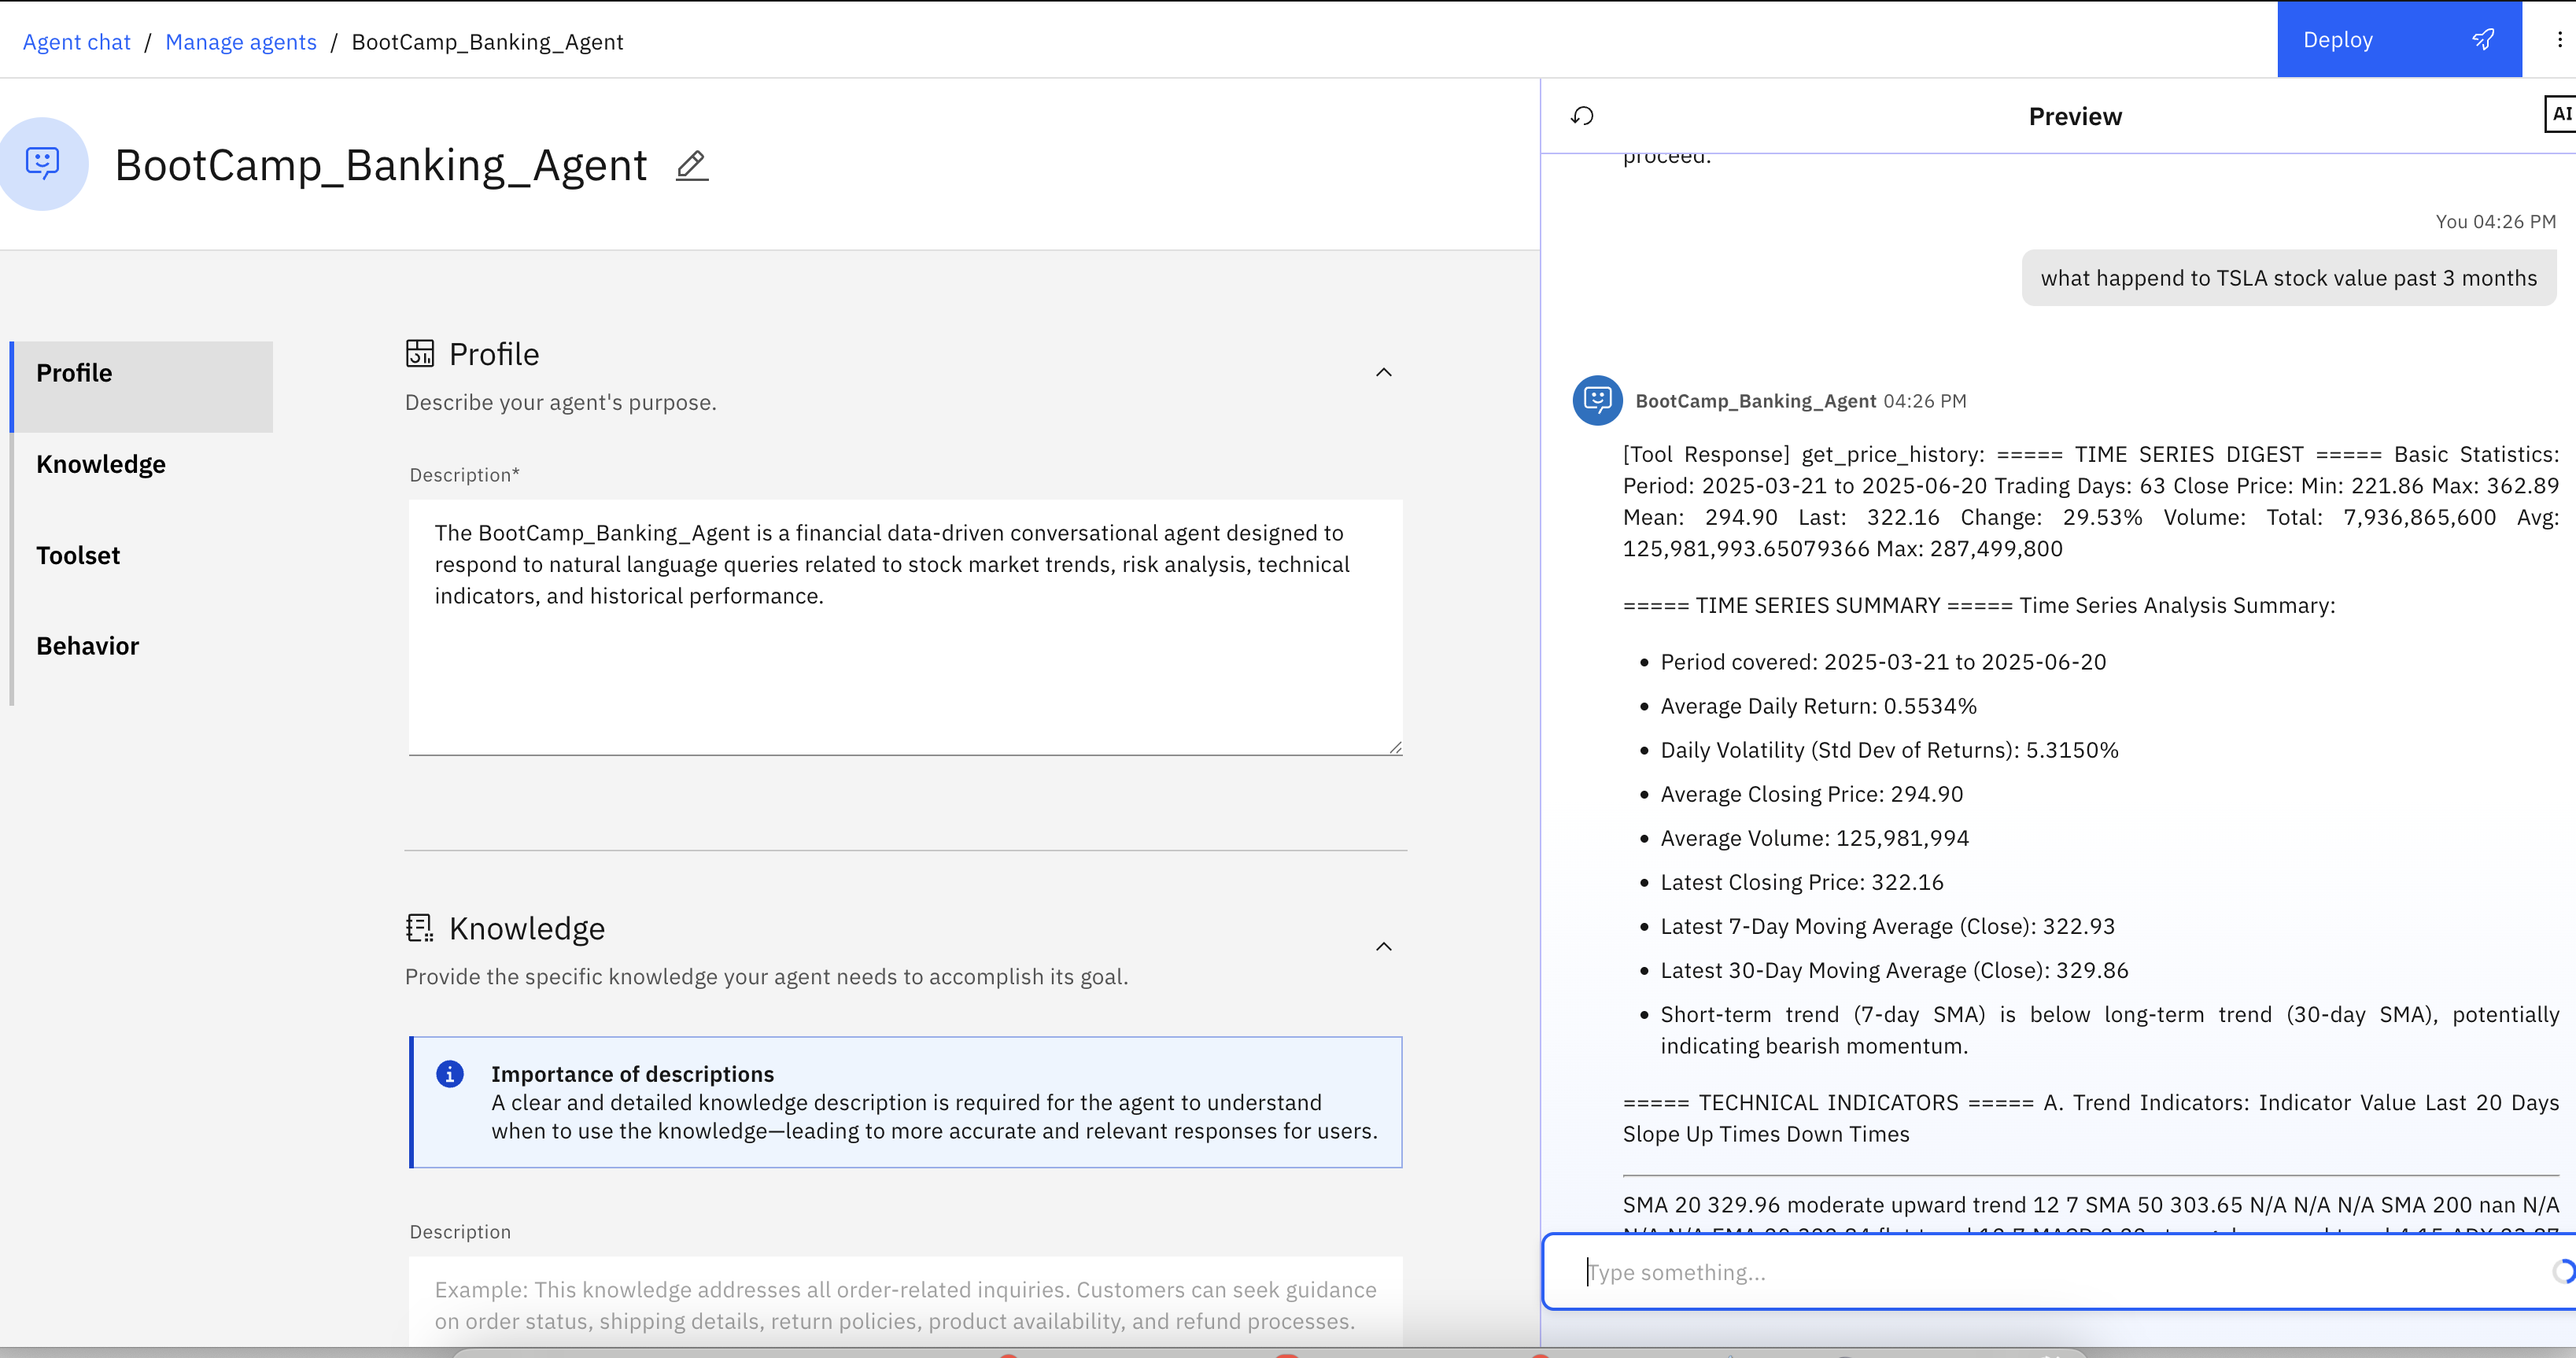 Agent chat / Manage agents / BootCamp_Banking_Agent
Deploy
BootCamp_Banking_Agent
Profile
Knowledge
Toolset
Behavior
Profile
Describe your agent's purpose.
Description*
The BootCamp_Banking_Agent is a financial data-driven conversational agent designed to
respond to natural language queries related to stock market trends, risk analysis, technical
indicators, and historical performance.
Knowledge
Provide the specific knowledge your agent needs to accomplish its goal.
Importance of descriptions
A clear and detailed knowledge description is required for the agent to understand
when to use the knowledge—leading to more accurate and relevant responses for users.
Description
Example: This knowledge addresses all order-related inquiries. Customers can seek guidance
on order status, shipping details, return policies, product availability, and refund processes.
Preview
AI
proceed.
You 04:26 PM
what happend to TSLA stock value past 3 months
BootCamp_Banking_Agent 04:26 PM
[Tool Response] get_price_history: ===== TIME SERIES DIGEST ===== Basic Statistics:
Period: 2025-03-21 to 2025-06-20 Trading Days: 63 Close Price: Min: 221.86 Max: 362.89
Mean: 294.90 Last: 322.16 Change: 29.53% Volume: Total: 7,936,865,600 Avg:
125,981,993.65079366 Max: 287,499,800
===== TIME SERIES SUMMARY ===== Time Series Analysis Summary:
• Period covered: 2025-03-21 to 2025-06-20
• Average Daily Return: 0.5534%
• Daily Volatility (Std Dev of Returns): 5.3150%
• Average Closing Price: 294.90
• Average Volume: 125,981,994
• Latest Closing Price: 322.16
• Latest 7-Day Moving Average (Close): 322.93
• Latest 30-Day Moving Average (Close): 329.86
• Short-term trend (7-day SMA) is below long-term trend (30-day SMA), potentially
indicating bearish momentum.
===== TECHNICAL INDICATORS ===== A. Trend Indicators: Indicator Value Last 20 Days
Slope Up Times Down Times
SMA 20 329.96 moderate upward trend 12 7 SMA 50 303.65 N/A N/A N/A SMA 200 nan N/A
Type something...